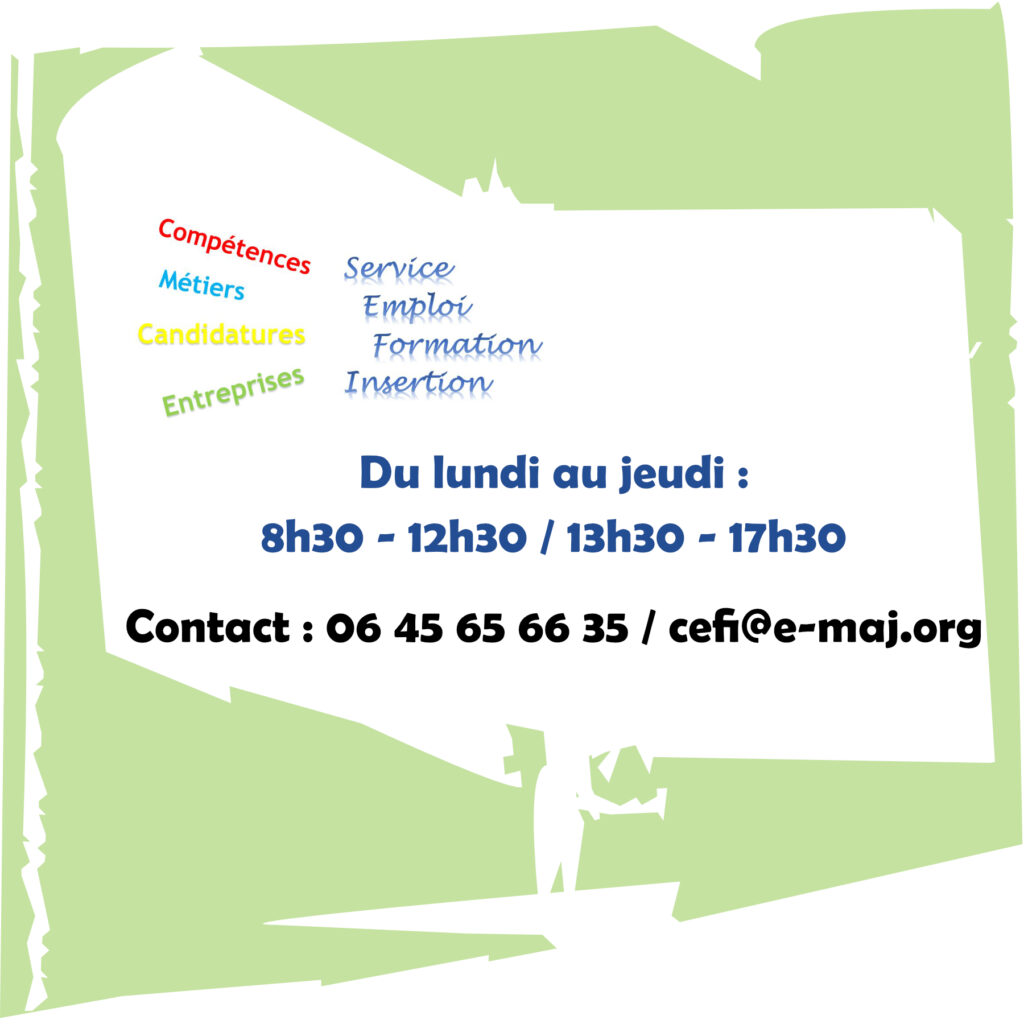 Compétences
Métiers
Candidatures
Entreprises
Service
Emploi
Formation
Insertion
Du lundi au jeudi :
8h30 - 12h30 / 13h30 - 17h30
Contact : 06 45 65 66 35 / cefi@e-maj.org